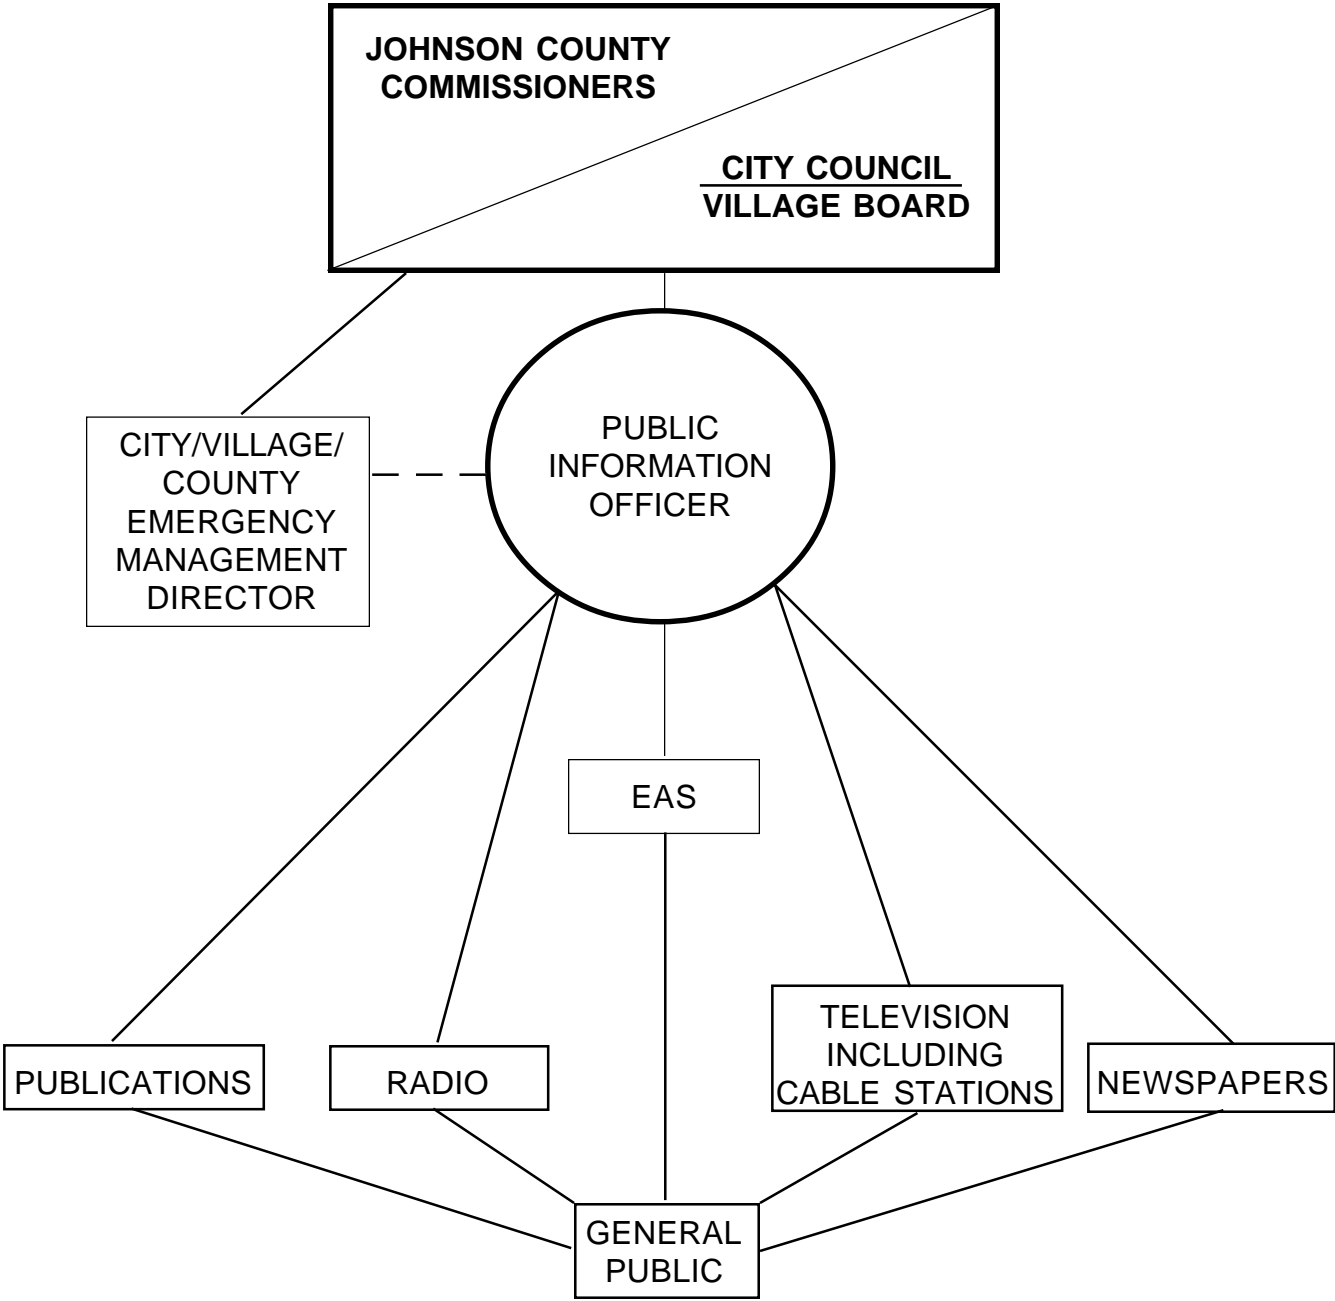 JOHNSON COUNTY
COMMISSIONERS
CITY COUNCIL
VILLAGE BOARD
CITY/VILLAGE/
COUNTY
EMERGENCY
MANAGEMENT
DIRECTOR
PUBLIC
INFORMATION
OFFICER
EAS
PUBLICATIONS
RADIO
TELEVISION
INCLUDING
CABLE STATIONS
NEWSPAPERS
GENERAL
PUBLIC